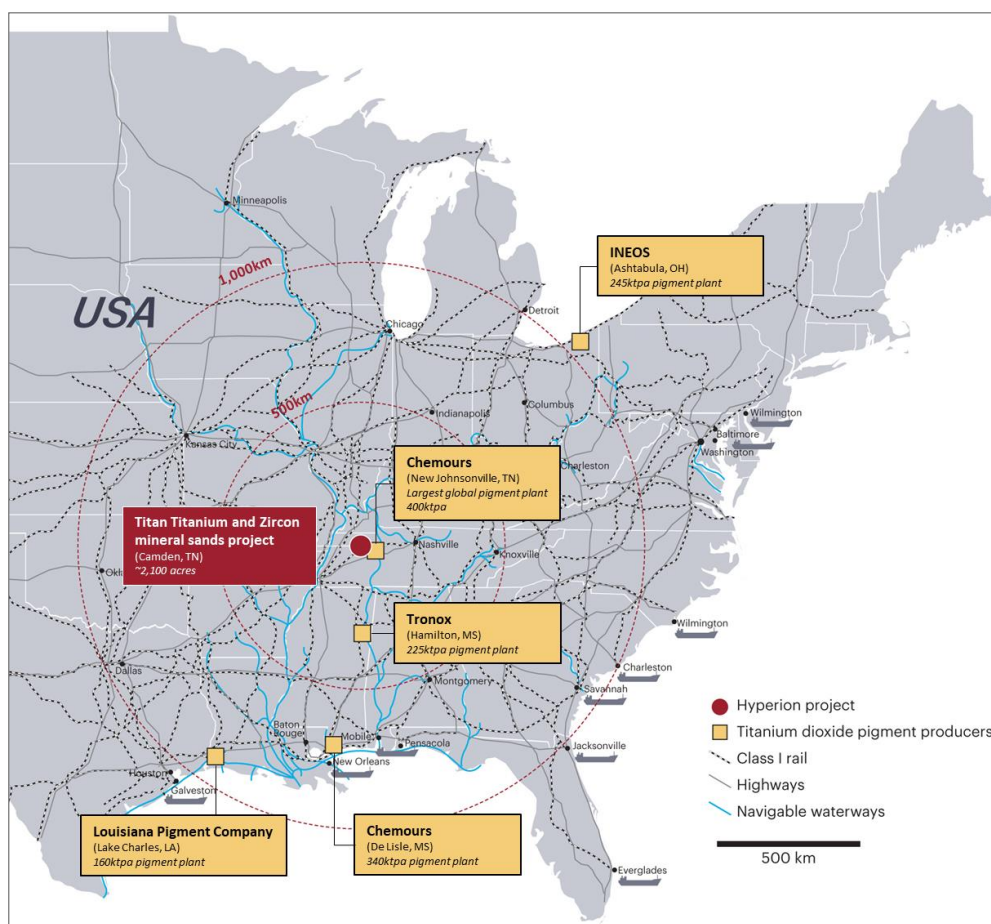 Minneapolis
1,000km
USA
INEOS
(Ashtabula, OH)
245ktpa pigment plant
Detroit
Chicago
500km
Indianapolis
Columbus
Wilmington
Baltimore
Washington
Kansas City
Chemours
(New Johnsonville, TN)
Largest global pigment plant
400ktpa
Charleston
Titan Titanium and Zircon
mineral sands project
(Camden, TN)
~2,100 acres
Nashville
Knoxville
Okl
Tronox
(Hamilton, MS)
225ktpa pigment plant
Wilmington
Dallas
Charleston
Montgomery
Savannah
Hyperion project
Titanium dioxide pigment producers
Class I rail
Highways
Navigable waterways
500 km
Baton
Rouge
Mobile
Pensacola
Jacksonville
New Orleans
Houston
Galveston
Louisiana Pigment Company
(Lake Charles, LA)
160ktpa pigment plant
Chemours
(De Lisle, MS)
340ktpa pigment plant
Everglades